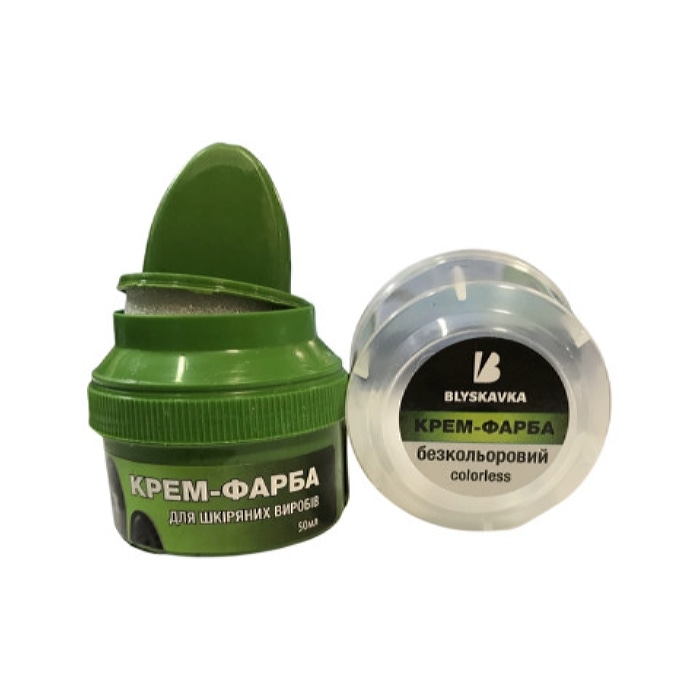 КРЕМ-ФАРБА
ДЛЯ ШКІРЯНИХ ВИРОБІВ
50мл
BLYSKAVKA
КРЕМ-ФАРБА
безкольоровий
colorless